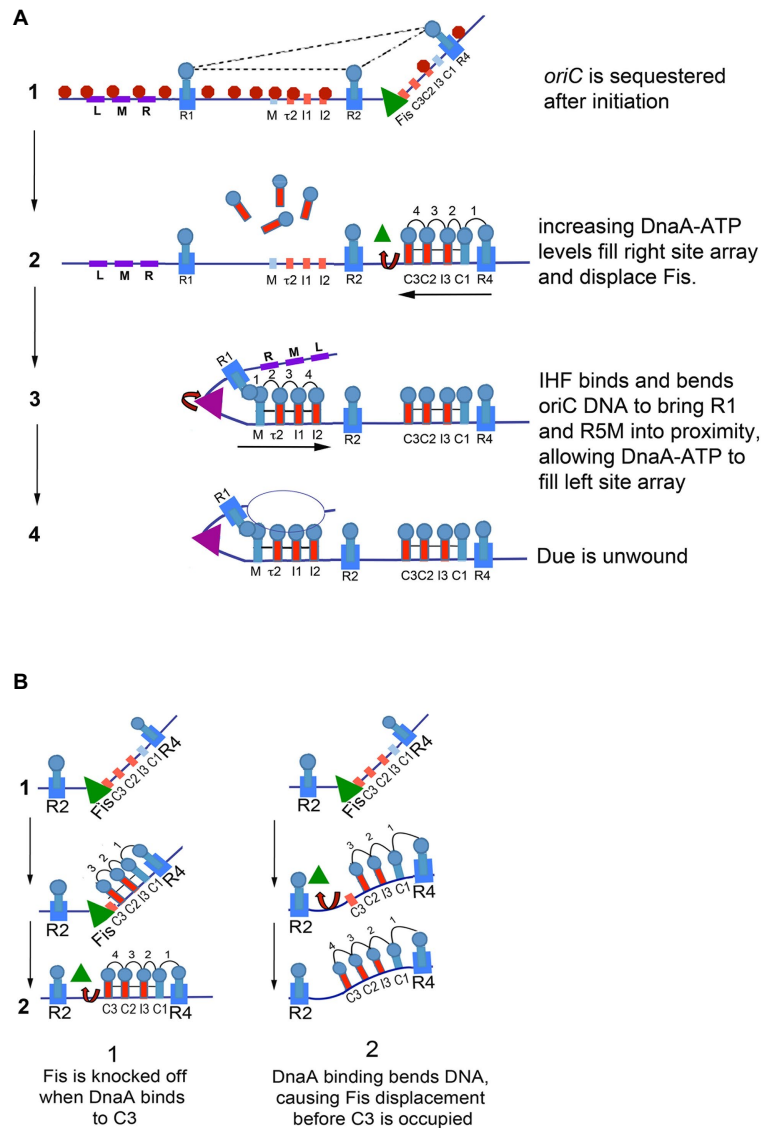 A
1
oriC is sequestered
after initiation
L M R R1 M τ2 I1 I2 R2 Fis C3C2 I3 C1 R4
2
4 3 2 1
increasing DnaA-ATP
levels fill right site array
and displace Fis.
L M R R1 M τ2 I1 I2 R2 C3C2 I3 C1 R4
3
R1 R M L
1 2 3 4
IHF binds and bends
oriC DNA to bring R1
and R5M into proximity,
allowing DnaA-ATP to
fill left site array
M τ2 I1 I2 R2 C3C2 I3 C1 R4
4
R1
Due is unwound
M τ2 I1 I2 R2 C3C2 I3 C1 R4
B
1
R2 Fis C3 C2 I3 C1 R4
3 2 1
R2 Fis C3 C2 I3 C1 R4
2
4 3 2 1
R2 C3 C2 I3 C1 R4
1
Fis is knocked off
when DnaA binds
to C3
1
R2 Fis C3 C2 I3 C1 R4
3 2 1
R2 C3 C2 I3 C1 R4
4 3 2 1
R2 C3 C2 I3 C1 R4
2
DnaA binding bends DNA,
causing Fis displacement
before C3 is occupied